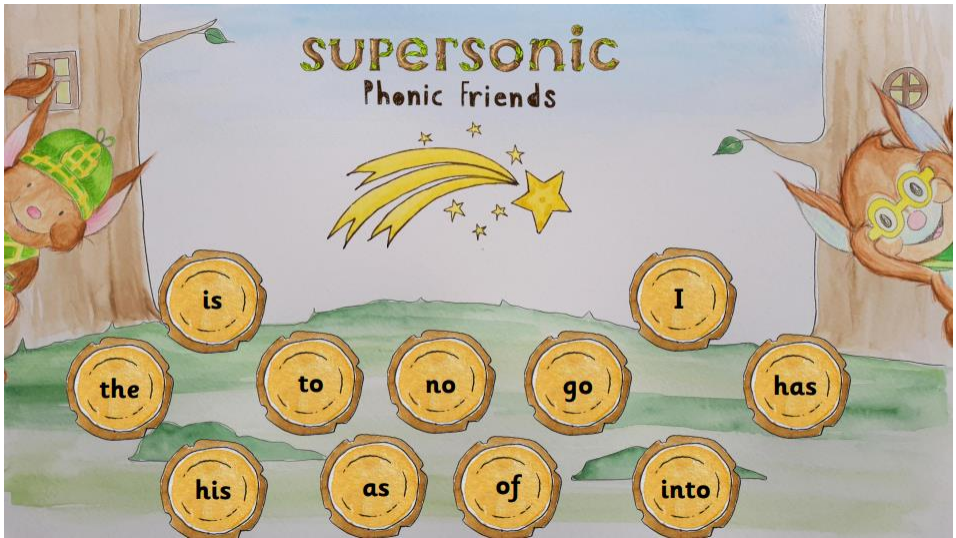 supersonic
Phonic Friends
is
I
the
to
no
go
has
his
as
of
into